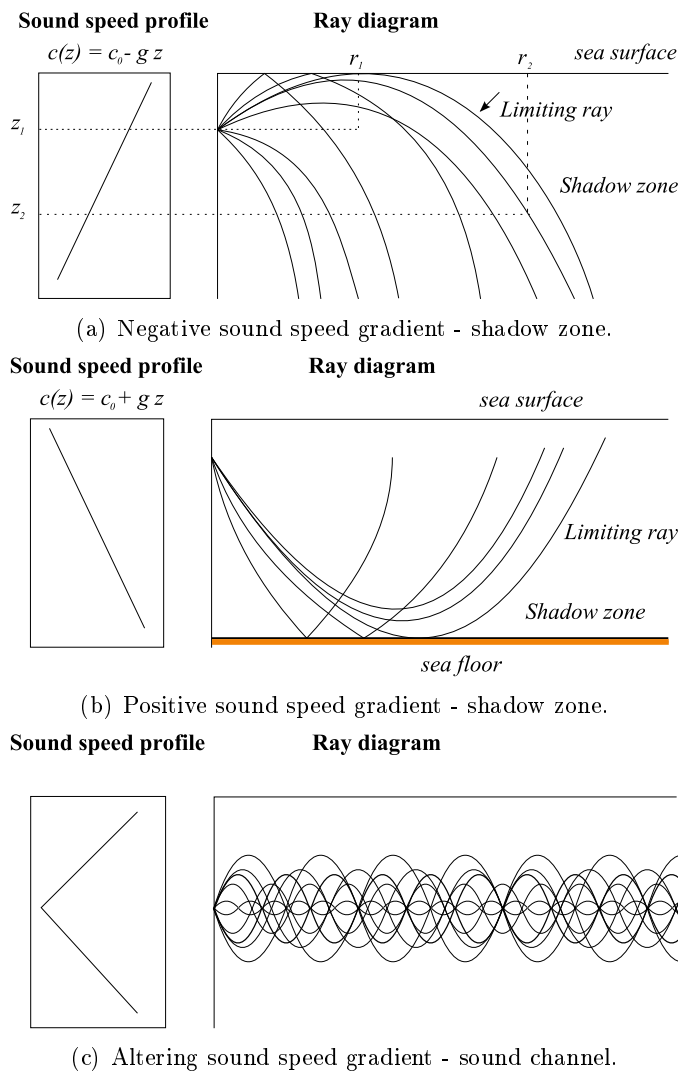 Sound speed profile Ray diagram
c(z) = c₀- g z r₁ r₂ sea surface
z₁ Limiting ray
Shadow zone
z₂
(a) Negative sound speed gradient - shadow zone.
Sound speed profile Ray diagram
c(z) = c₀+ g z sea surface
Limiting ray
Shadow zone
sea floor
(b) Positive sound speed gradient - shadow zone.
Sound speed profile Ray diagram
(c) Altering sound speed gradient - sound channel.